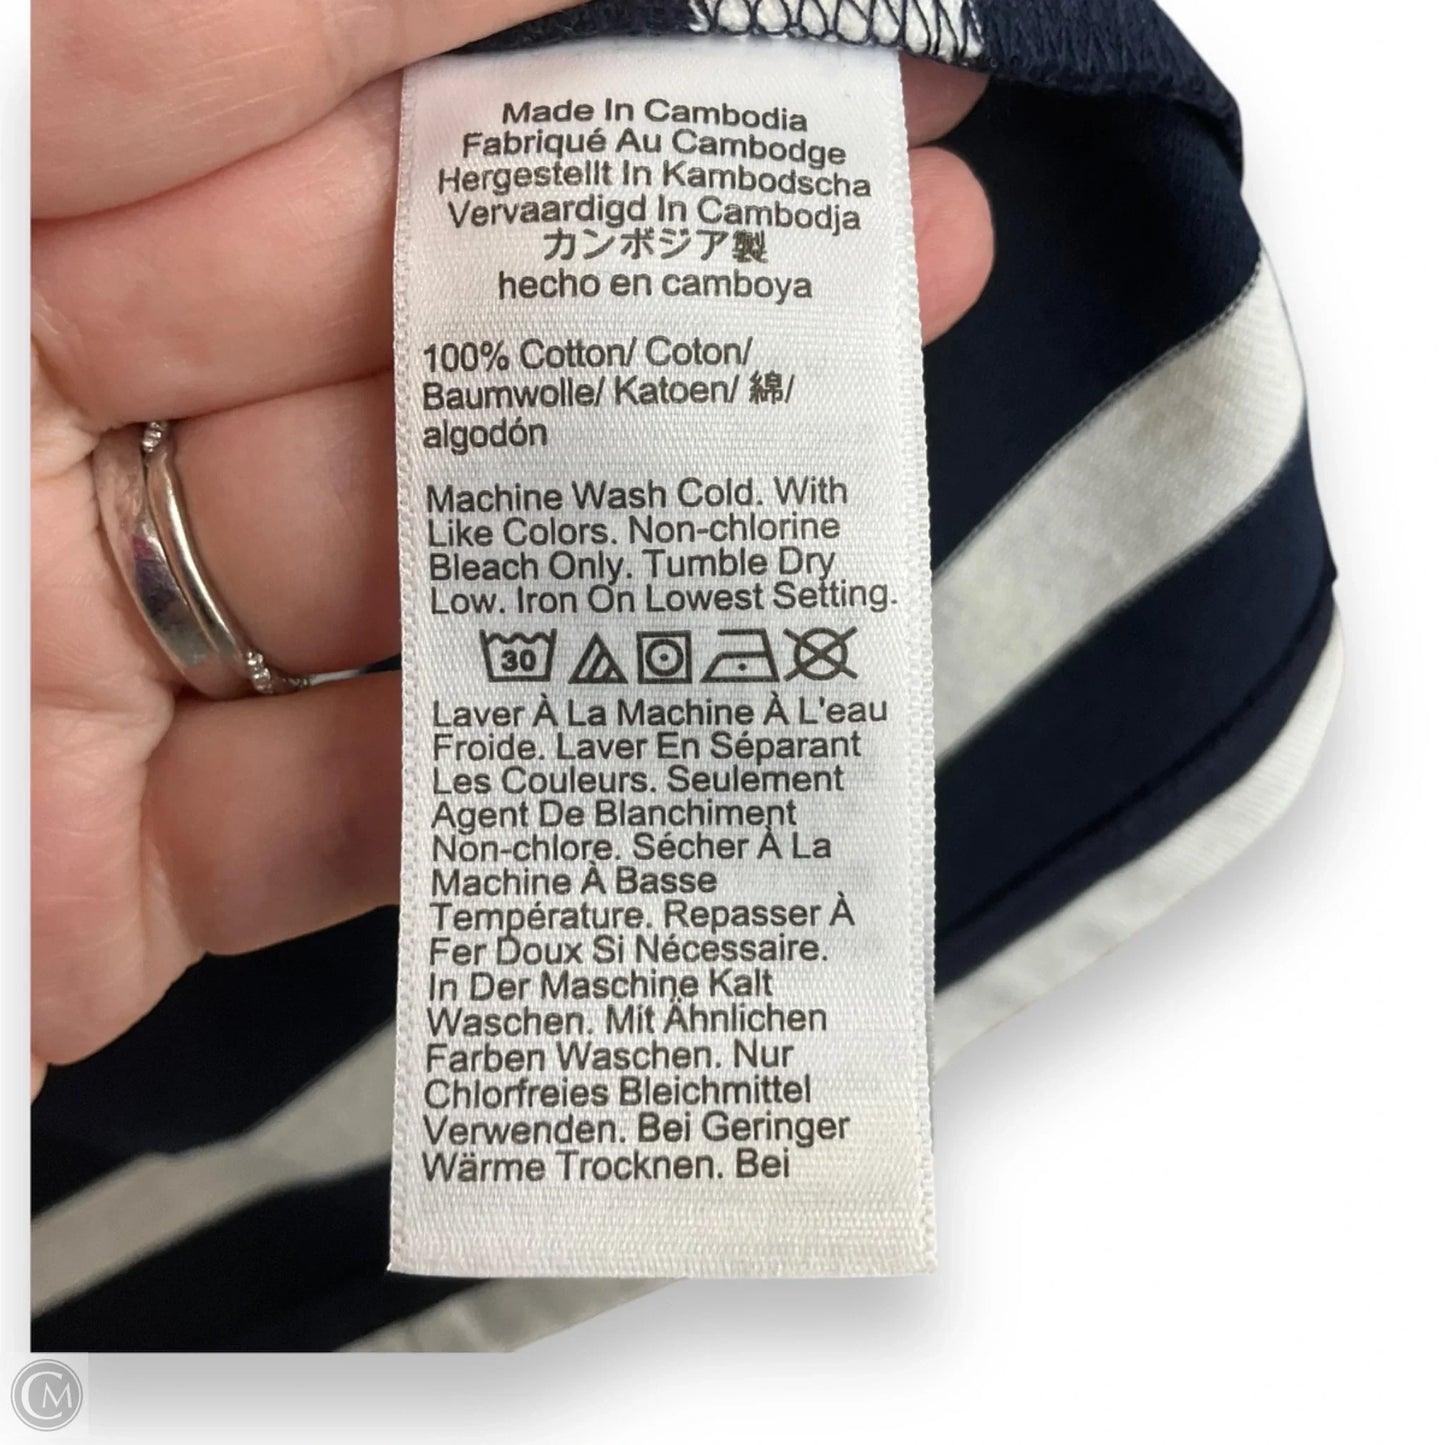 Made In Cambodia
Fabriqué Au Cambodge
Hergestellt In Kambodscha
Vervaardigd In Cambodja
カンボジア製
hecho en camboya
100% Cotton/ Coton/
Baumwolle/ Katoen/ 綿/
algodón
Machine Wash Cold. With
Like Colors. Non-chlorine
Bleach Only. Tumble Dry
Low. Iron On Lowest Setting.
30
Laver À La Machine À L'eau
Froide. Laver En Séparant
Les Couleurs. Seulement
Agent De Blanchiment
Non-chlore. Sécher À La
Machine À Basse
Température. Repasser À
Fer Doux Si Nécessaire.
In Der Maschine Kalt
Waschen. Mit Ähnlichen
Farben Waschen. Nur
Chlorfreies Bleichmittel
Verwenden. Bei Geringer
Wärme Trocknen. Bei
CM